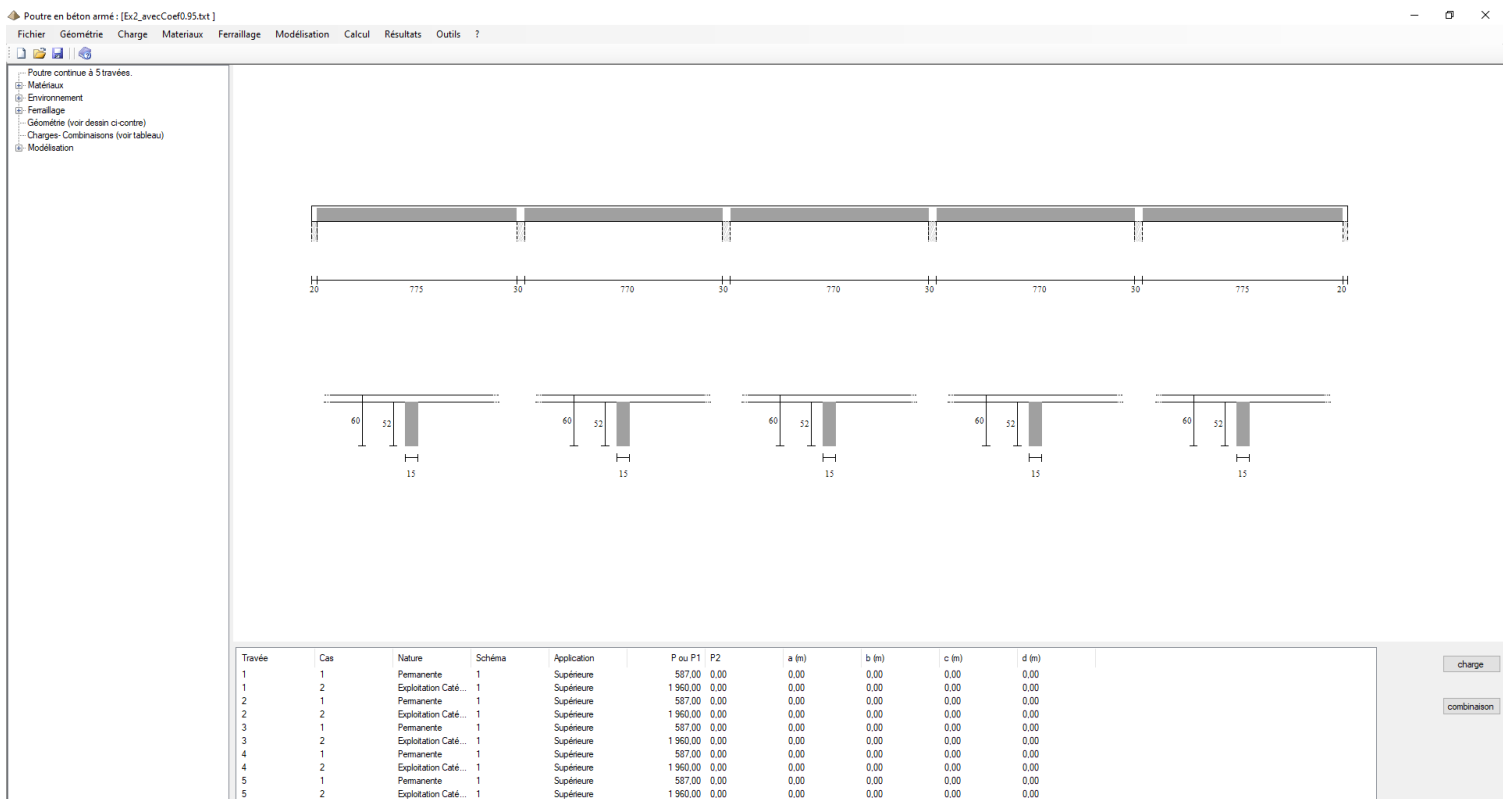 Poutre en béton armé : [Ex2_avecCoef0.95.txt ]
Fichier Géométrie Charge Materiaux Ferraillage Modélisation Calcul Résultats Outils ?
Poutre continue à 5 travées.
Matériaux
Environnement
Ferraillage
Géométrie (voir dessin ci-contre)
Charges- Combinaisons (voir tableau)
Modélisation
20 775 30 770 30 770 30 770 30 775 20
60 52 60 52 60 52 60 52 60 52
15 15 15 15 15
Travée Cas Nature Schéma Application P ou P1 P2 a (m) b (m) c (m) d (m)
1 1 Permanente 1 Supérieure 587,00 0,00 0,00 0,00 0,00 0,00
1 2 Exploitation Caté... 1 Supérieure 1 960,00 0,00 0,00 0,00 0,00 0,00
2 1 Permanente 1 Supérieure 587,00 0,00 0,00 0,00 0,00 0,00
2 2 Exploitation Caté... 1 Supérieure 1 960,00 0,00 0,00 0,00 0,00 0,00
3 1 Permanente 1 Supérieure 587,00 0,00 0,00 0,00 0,00 0,00
3 2 Exploitation Caté... 1 Supérieure 1 960,00 0,00 0,00 0,00 0,00 0,00
4 1 Permanente 1 Supérieure 587,00 0,00 0,00 0,00 0,00 0,00
4 2 Exploitation Caté... 1 Supérieure 1 960,00 0,00 0,00 0,00 0,00 0,00
5 1 Permanente 1 Supérieure 587,00 0,00 0,00 0,00 0,00 0,00
5 2 Exploitation Caté... 1 Supérieure 1 960,00 0,00 0,00 0,00 0,00 0,00
charge
combinaison